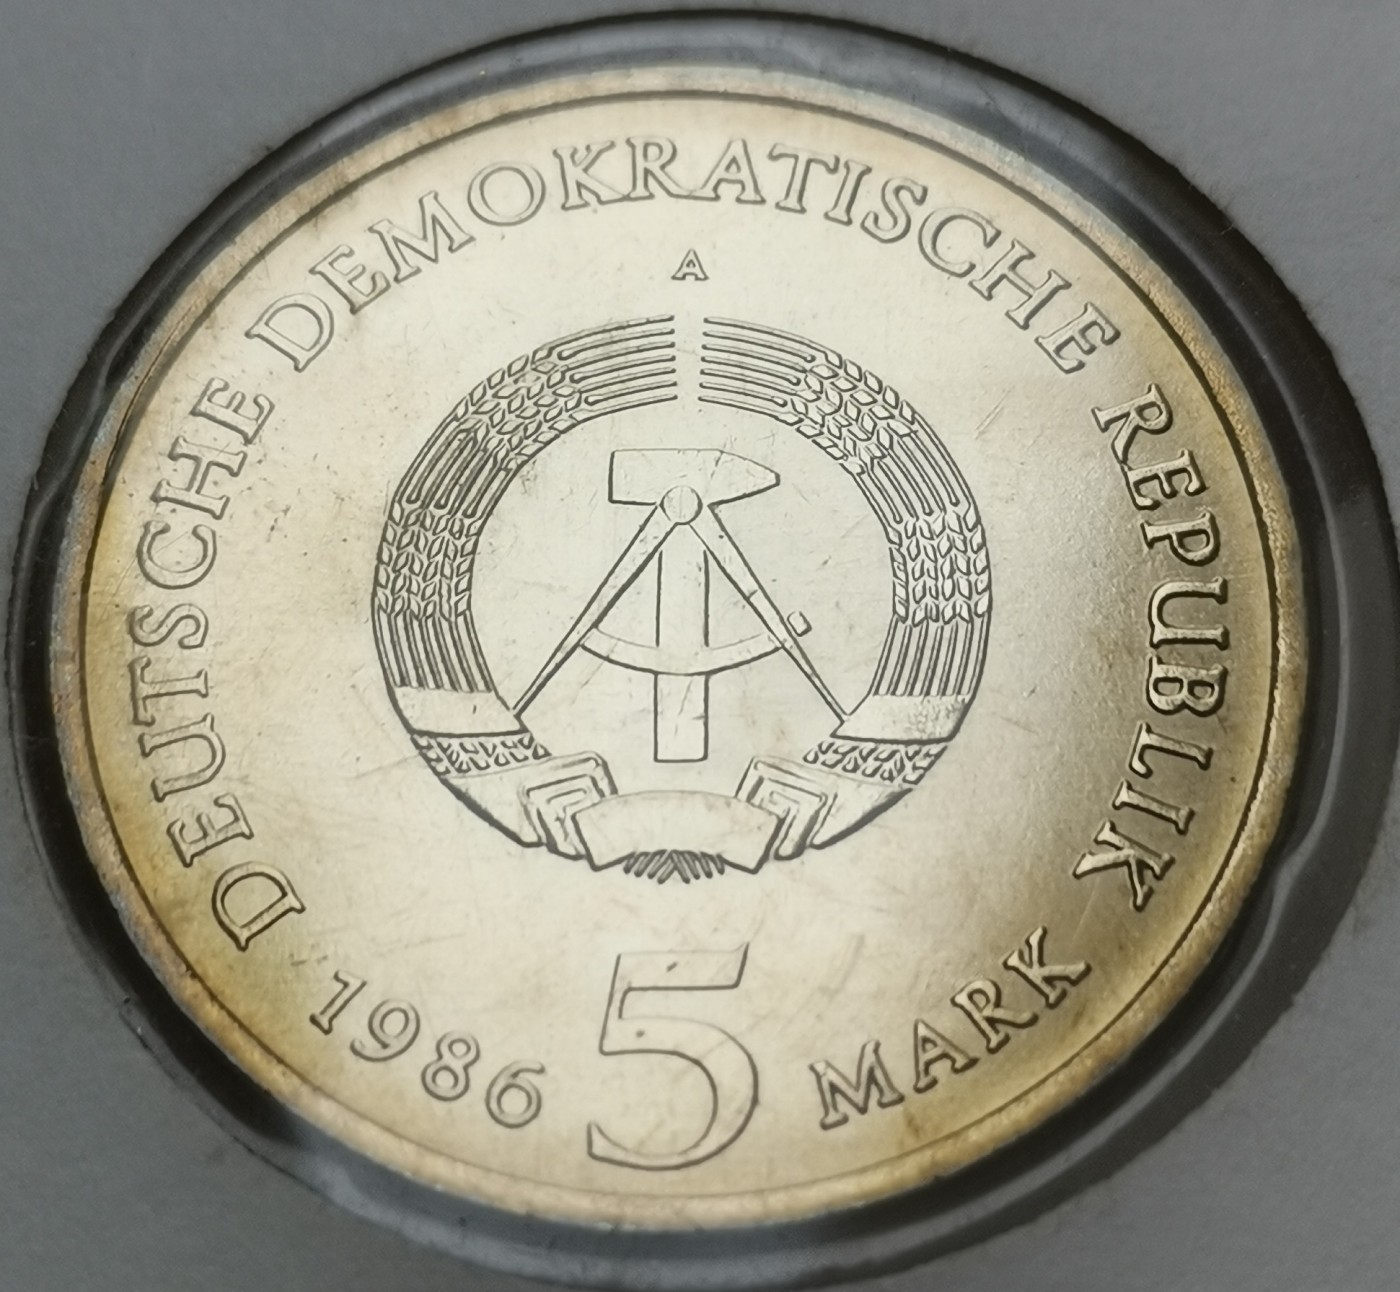 DEUTSCHE DEMOKRATISCHE REPUBLIK
A
1986 5 MARK